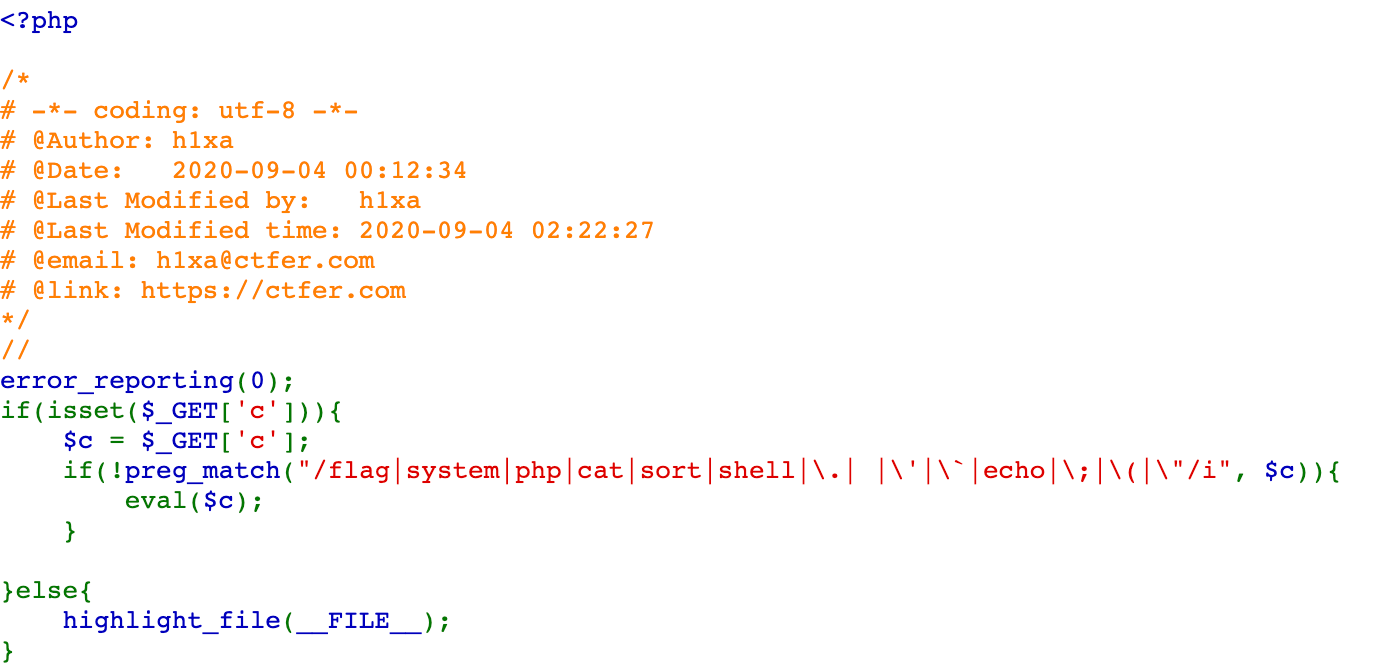 <?php
/*
# -*- coding: utf-8 -*-
# @Author: h1xa
# @Date:   2020-09-04 00:12:34
# @Last Modified by:   h1xa
# @Last Modified time: 2020-09-04 02:22:27
# @email: h1xa@ctfer.com
# @link: https://ctfer.com
*/
//
error_reporting(0);
if(isset($_GET['c'])){
    $c = $_GET['c'];
    if(!preg_match("/flag|system|php|cat|sort|shell|\.| |\'|\`|echo|\;|\(|\"/i", $c)){
        eval($c);
    }
}else{
    highlight_file(__FILE__);
}